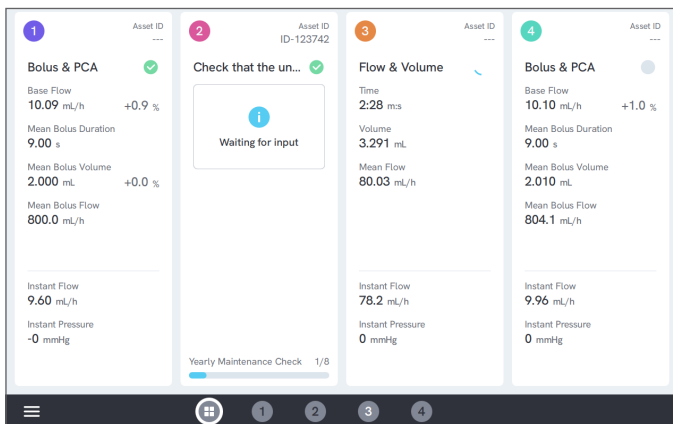 1
Asset ID
---
Bolus & PCA
Base Flow
10.09 mL/h +0.9 %
Mean Bolus Duration
9.00 s
Mean Bolus Volume
2.000 mL +0.0 %
Mean Bolus Flow
800.0 mL/h
Instant Flow
9.60 mL/h
Instant Pressure
-0 mmHg
2
Asset ID
ID-123742
Check that the un...
i
Waiting for input
Yearly Maintenance Check 1/8
3
Asset ID
---
Flow & Volume
Time
2:28 m:s
Volume
3.291 mL
Mean Flow
80.03 mL/h
Instant Flow
78.2 mL/h
Instant Pressure
0 mmHg
4
Asset ID
---
Bolus & PCA
Base Flow
10.10 mL/h +1.0 %
Mean Bolus Duration
9.00 s
Mean Bolus Volume
2.010 mL
Mean Bolus Flow
804.1 mL/h
Instant Flow
9.96 mL/h
Instant Pressure
0 mmHg
1 2 3 4